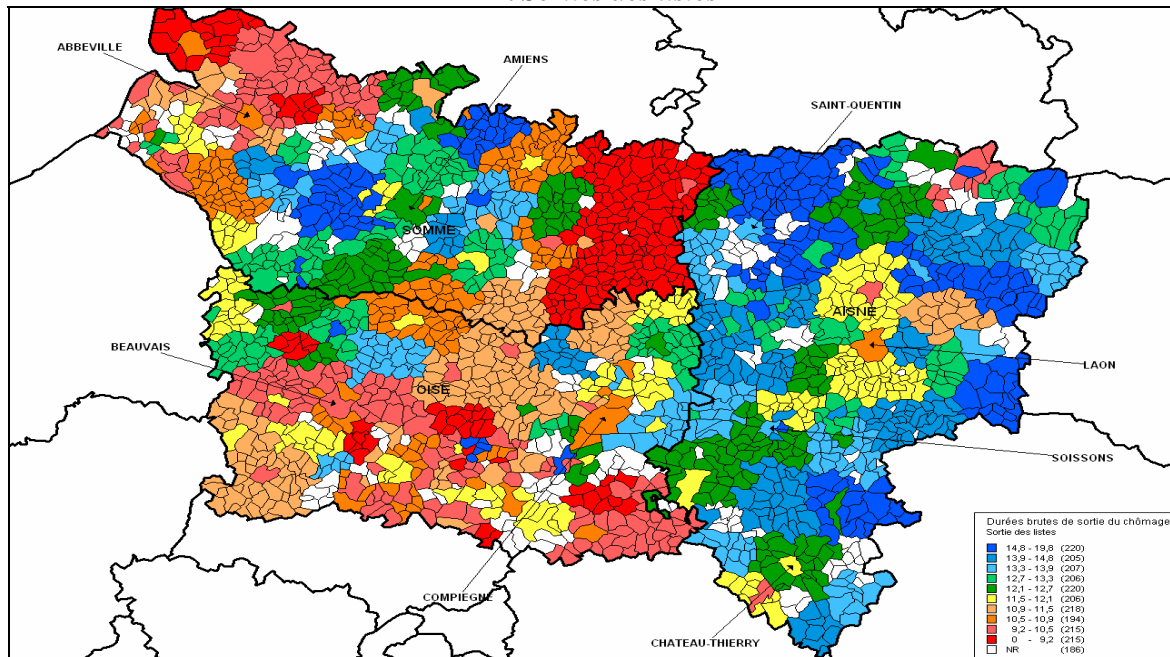 ABBEVILLE
AMIENS
SAINT-QUENTIN
SOMME
AISNE
BEAUVAIS
OISE
LAON
SOISSONS
COMPIEGNE
CHATEAU-THIERRY
Durées brutes de sortie du chômage
Sortie des listes
14,8 - 19,8 (220)
13,9 - 14,8 (205)
13,3 - 13,9 (207)
12,7 - 13,3 (206)
12,1 - 12,7 (220)
11,5 - 12,1 (206)
10,9 - 11,5 (218)
10,5 - 10,9 (194)
9,2 - 10,5 (215)
0 - 9,2 (215)
NR (186)